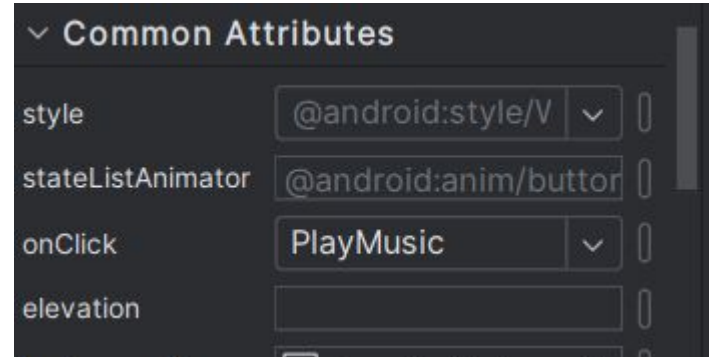 Common Attributes
style @android:style/V
stateListAnimator @android:anim/buttor
onClick PlayMusic
elevation